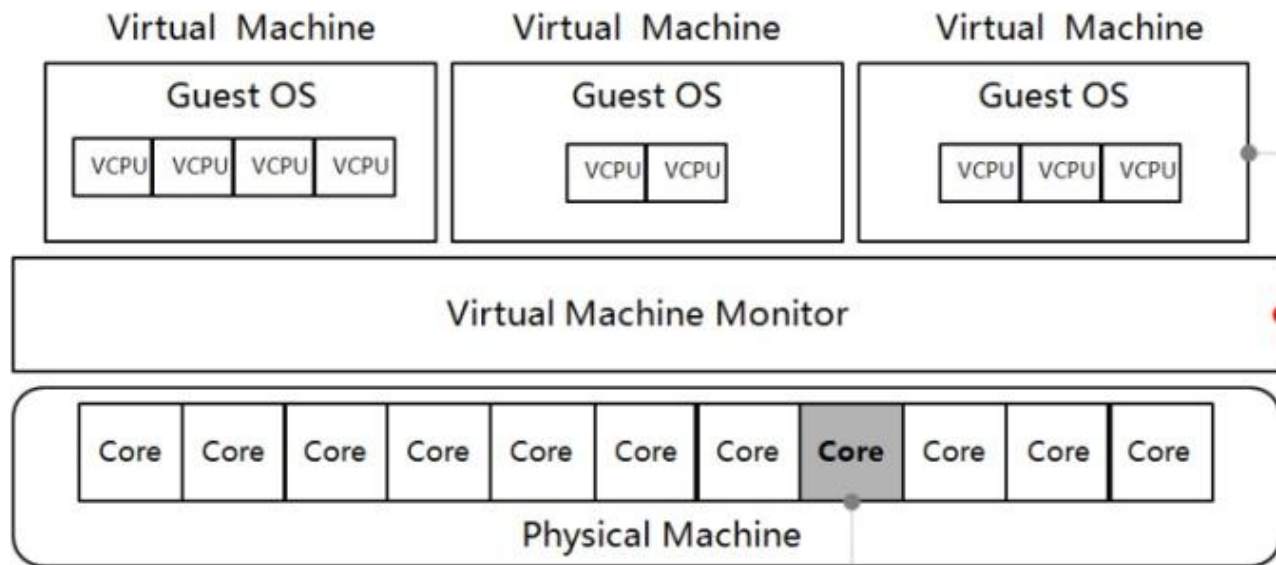 Virtual Machine Virtual Machine Virtual Machine
Guest OS Guest OS Guest OS
VCPU VCPU VCPU VCPU VCPU VCPU VCPU VCPU VCPU
Virtual Machine Monitor
Core Core Core Core Core Core Core Core Core Core Core
Physical Machine